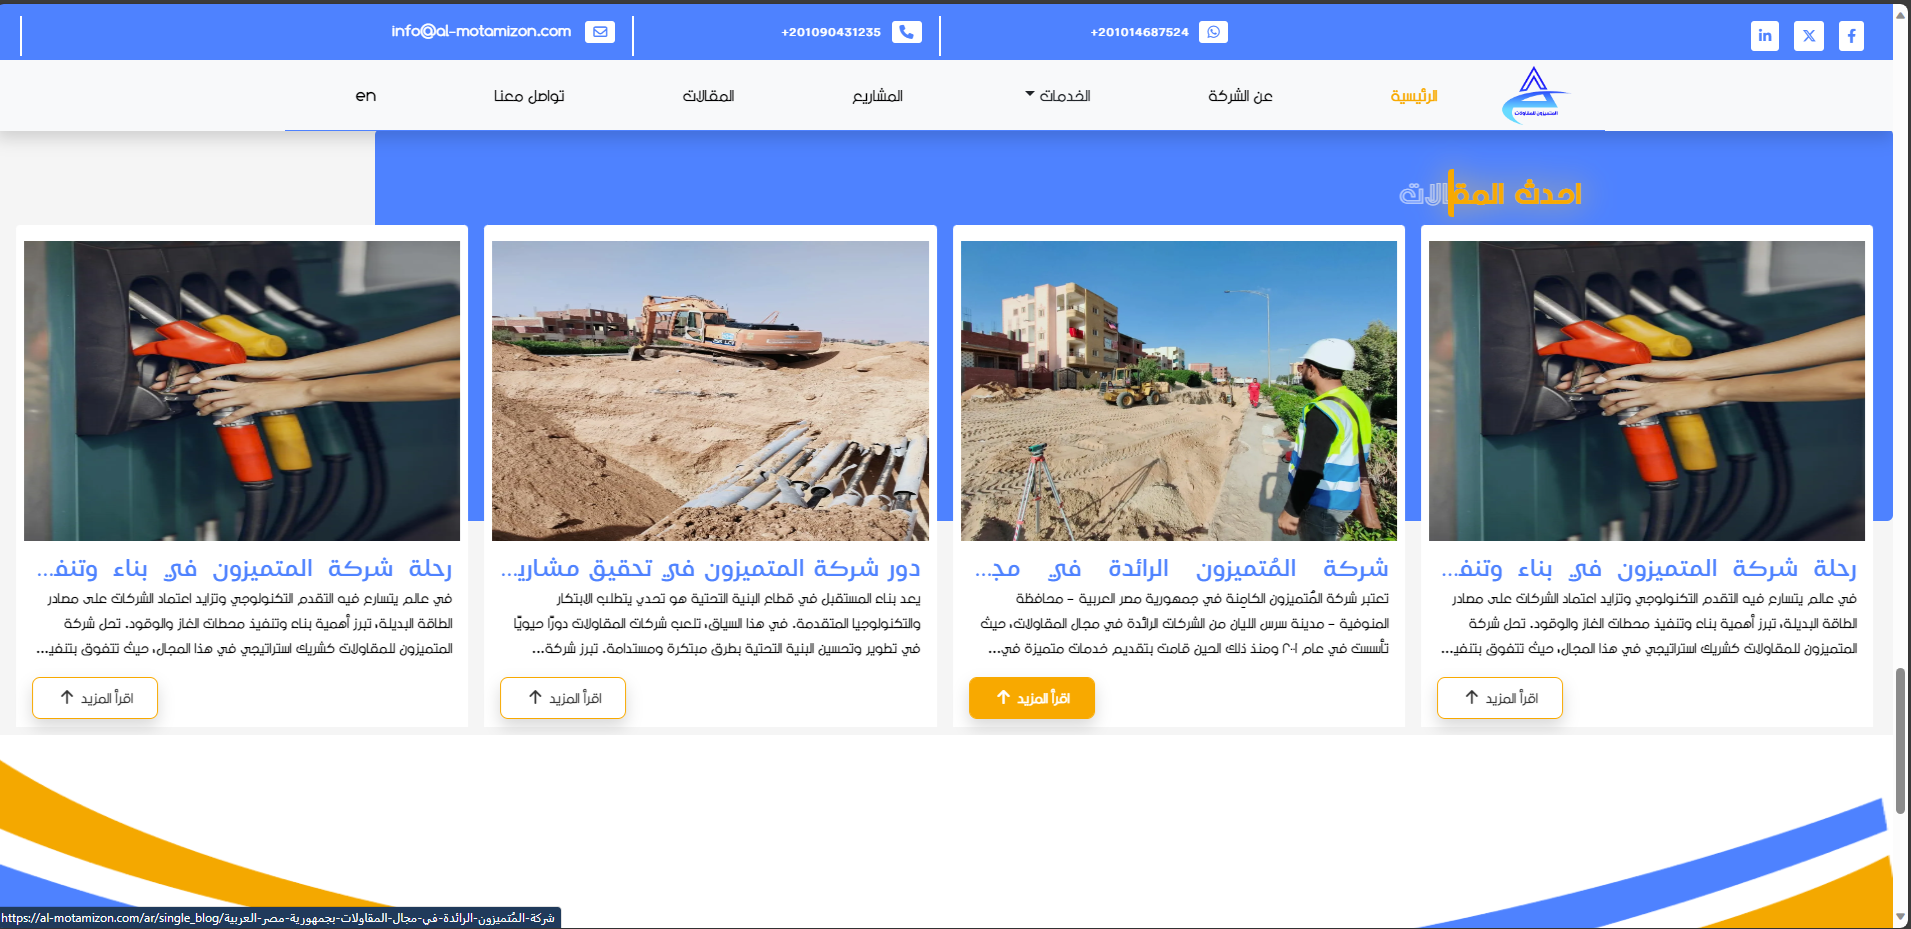 +201014687524
+201090431235
info@al-motamizon.com
المتميزون للمقاولات
الرئيسية
عن الشركة
الخدمات
المشاريع
المقالات
تواصل معنا
en
احدث المقالات
رحلة شركة المتميزون في بناء وتنف...
في عالم يتسارع فيه التقدم التكنولوجي وتزايد اعتماد الشركات على مصادر
الطاقة البديلة، تبرز أهمية بناء وتنفيذ محطات الغاز والوقود. تحل شركة
المتميزون للمقاولات كشريك استراتيجي في هذا المجال، حيث تتفوق بتنفيـ...
اقرأ المزيد
شركة المُتميزون الرائدة في مجـ...
تعتبر شركة المُتميزون الكامِنة في جمهورية مصر العربية – محافظة
المنوفية – مدينة سرس الليان من الشركات الرائدة في مجال المقاولات، حيث
تأسست في عام ٢٠٠١ ومنذ ذلك الحين قامت بتقديم خدمات متميزة في...
اقرأ المزيد
دور شركة المتميزون في تحقيق مشاريـ...
يعد بناء المستقبل في قطاع البنية التحتية هو تحدي يتطلب الابتكار
والتكنولوجيا المتقدمة. في هذا السياق، تلعب شركات المقاولات دورًا حيويًا
في تطوير وتحسين البنية التحتية بطرق مبتكرة ومستدامة. تبرز شركة...
اقرأ المزيد
رحلة شركة المتميزون في بناء وتنفـ...
في عالم يتسارع فيه التقدم التكنولوجي وتزايد اعتماد الشركات على مصادر
الطاقة البديلة، تبرز أهمية بناء وتنفيذ محطات الغاز والوقود. تحل شركة
المتميزون للمقاولات كشريك استراتيجي في هذا المجال، حيث تتفوق بتنفيـ...
اقرأ المزيد
https://al-motamizon.com/ar/single_blog/شركة-المُتميزون-الرائدة-في-مجال-المقاولات-بجمهورية-مصر-العربية